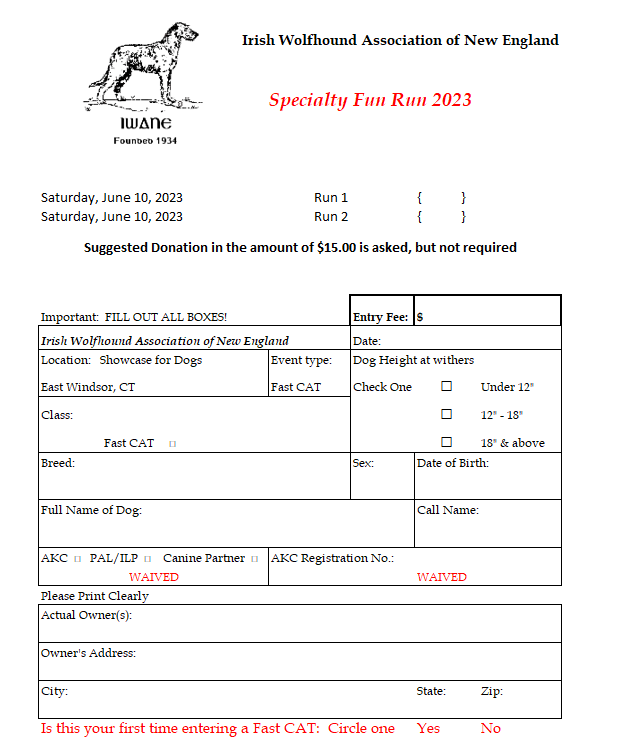 Irish Wolfhound Association of New England
Specialty Fun Run 2023
IWANE
Founded 1934
Saturday, June 10, 2023 Run 1 { }
Saturday, June 10, 2023 Run 2 { }
Suggested Donation in the amount of $15.00 is asked, but not required
Important: FILL OUT ALL BOXES! Entry Fee: $
Irish Wolfhound Association of New England Date:
Location: Showcase for Dogs Event type: Dog Height at withers
East Windsor, CT Fast CAT Check One ☐ Under 12"
Class: ☐ 12" - 18"
Fast CAT □ ☐ 18" & above
Breed: Sex: Date of Birth:
Full Name of Dog: Call Name:
AKC □ PAL/ILP □ Canine Partner □ AKC Registration No.:
WAIVED WAIVED
Please Print Clearly
Actual Owner(s):
Owner's Address:
City: State: Zip:
Is this your first time entering a Fast CAT: Circle one Yes No